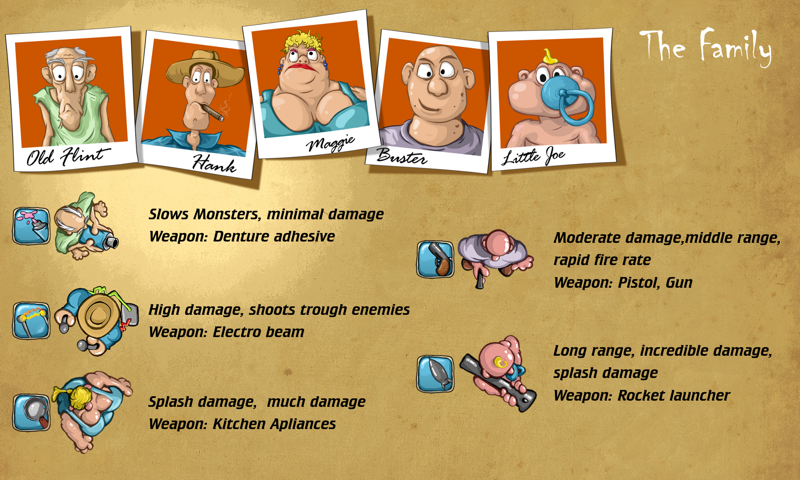 The Family
Old Flint
Hank
Maggie
Buster
Little Joe
Slows Monsters, minimal damage
Weapon: Denture adhesive
High damage, shoots trough enemies
Weapon: Electro beam
Splash damage,  much damage
Weapon: Kitchen Apliances
Moderate damage,middle range,
rapid fire rate
Weapon: Pistol, Gun
Long range, incredible damage,
splash damage
Weapon: Rocket launcher